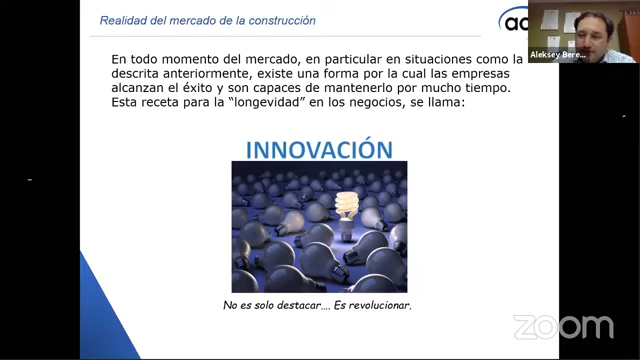 Realidad del mercado de la construcción
En todo momento del mercado, en particular en situaciones como la
descrita anteriormente, existe una forma por la cual las empresas
alcanzan el éxito y son capaces de mantenerlo por mucho tiempo.
Esta receta para la “longevidad” en los negocios, se llama:
INNOVACIÓN
No es solo destacar.... Es revolucionar.
Aleksey Bere...
zoom